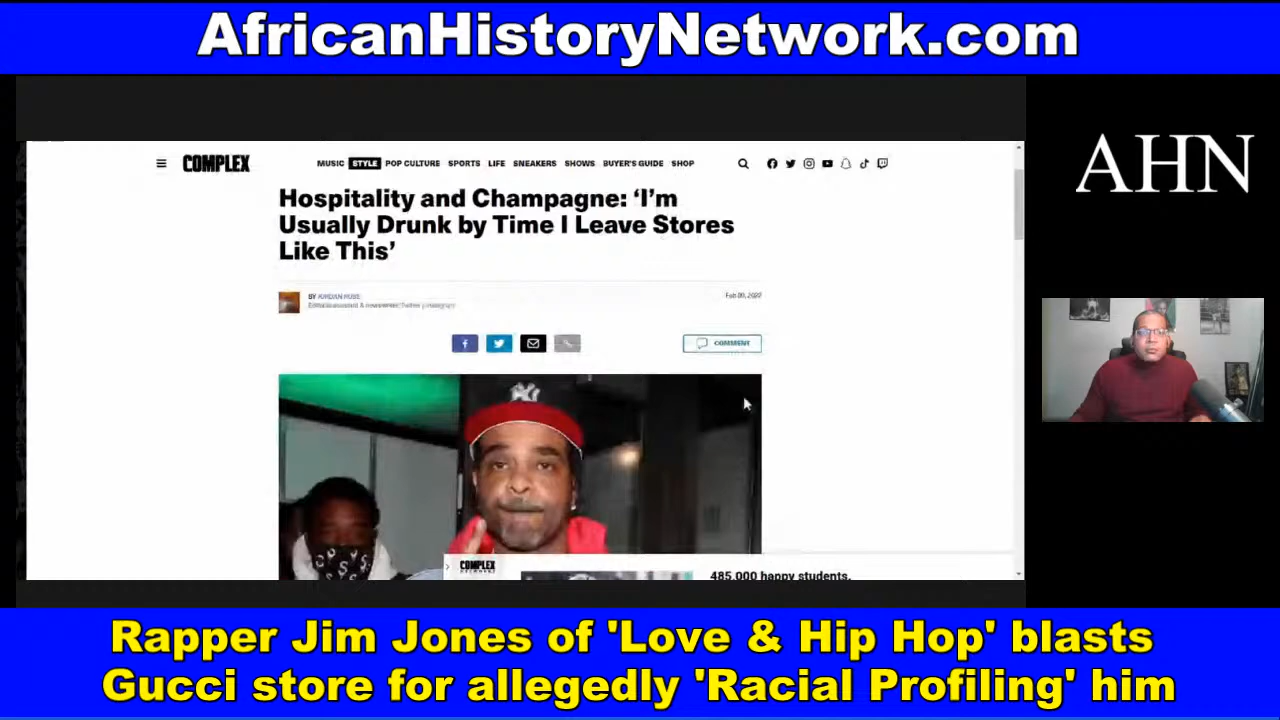 AfricanHistoryNetwork.com
AHN
COMPLEX
MUSIC STYLE POP CULTURE SPORTS LIFE SNEAKERS SHOWS BUYER'S GUIDE SHOP
Hospitality and Champagne: ‘I’m
Usually Drunk by Time I Leave Stores
Like This’
BY
COMMENT
COMPLEX
485,000 happy students.
Rapper Jim Jones of 'Love & Hip Hop' blasts
Gucci store for allegedly 'Racial Profiling' him